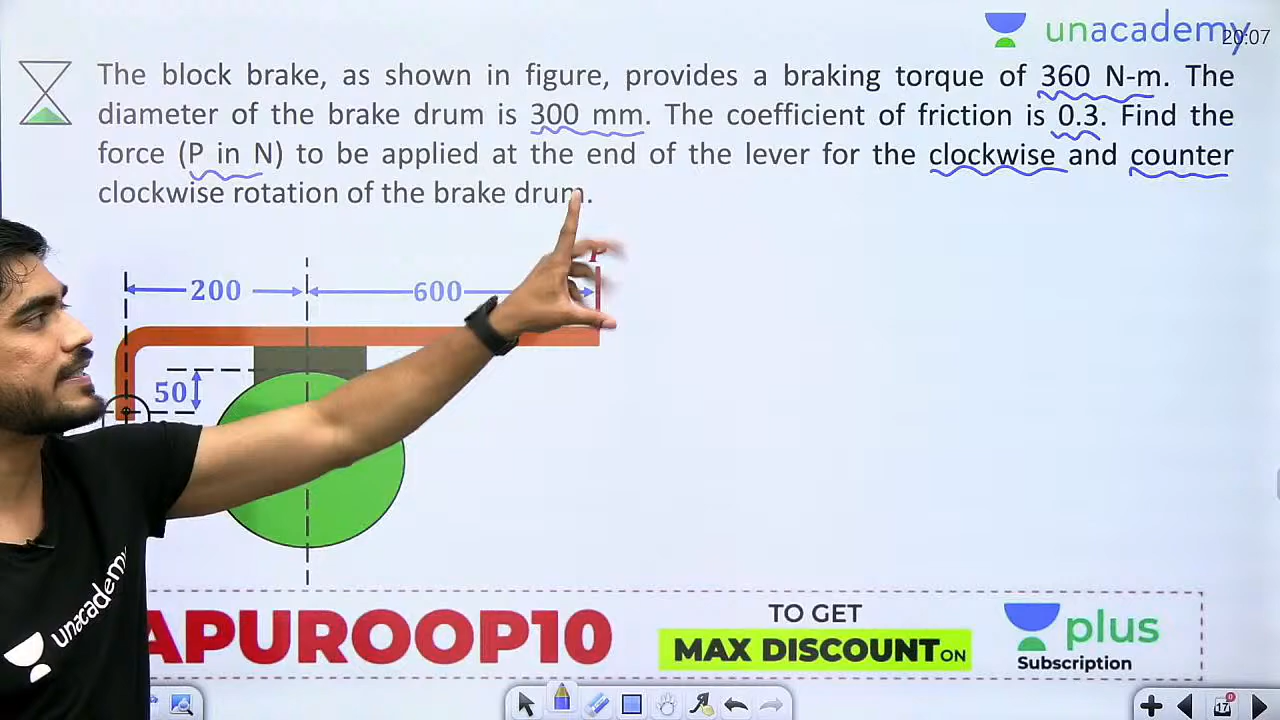 unacademy
20:07
The block brake, as shown in figure, provides a braking torque of 360 N-m. The
diameter of the brake drum is 300 mm. The coefficient of friction is 0.3. Find the
force (P in N) to be applied at the end of the lever for the clockwise and counter
clockwise rotation of the brake drum.
200
600
P
50
unacademy
APUROOP10
TO GET
MAX DISCOUNT ON
plus
Subscription
17
0